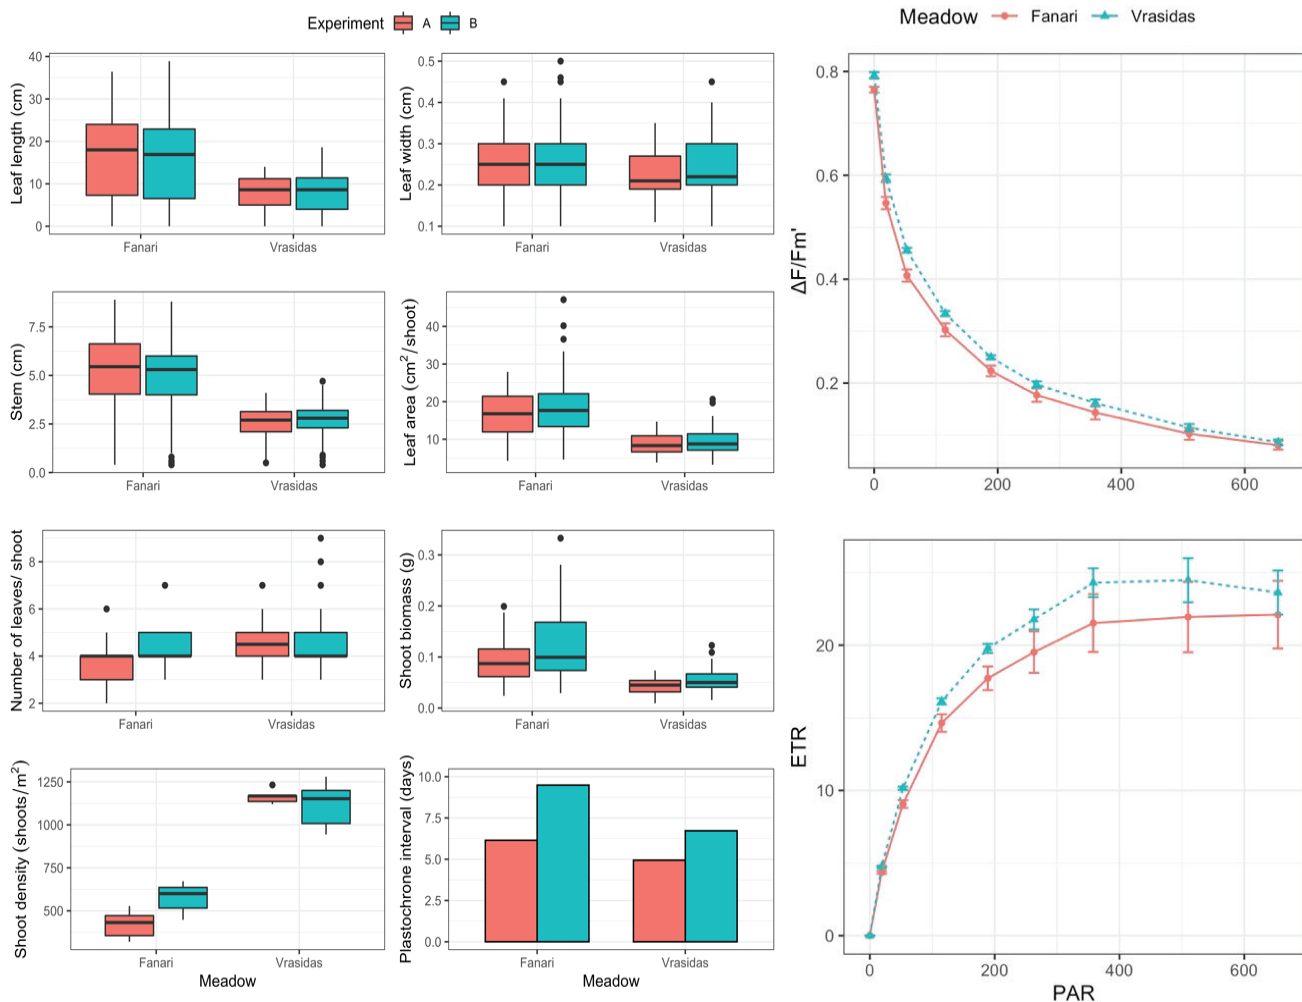 Experiment A B
Meadow Fanari Vrasidas
Leaf length (cm)
40
30
20
10
0
Fanari Vrasidas
Leaf width (cm)
0.5
0.4
0.3
0.2
0.1
Fanari Vrasidas
Stem (cm)
7.5
5.0
2.5
0.0
Fanari Vrasidas
Leaf area (cm²/shoot)
40
30
20
10
Fanari Vrasidas
Number of leaves/ shoot
8
6
4
2
Fanari Vrasidas
Shoot biomass (g)
0.3
0.2
0.1
0.0
Fanari Vrasidas
Shoot density (shoots/m²)
1250
1000
750
500
Fanari Vrasidas
Meadow
Plastochrone interval (days)
10.0
7.5
5.0
2.5
0.0
Fanari Vrasidas
Meadow
ΔF/Fm'
0.8
0.6
0.4
0.2
0 200 400 600
ETR
20
10
0
0 200 400 600
PAR